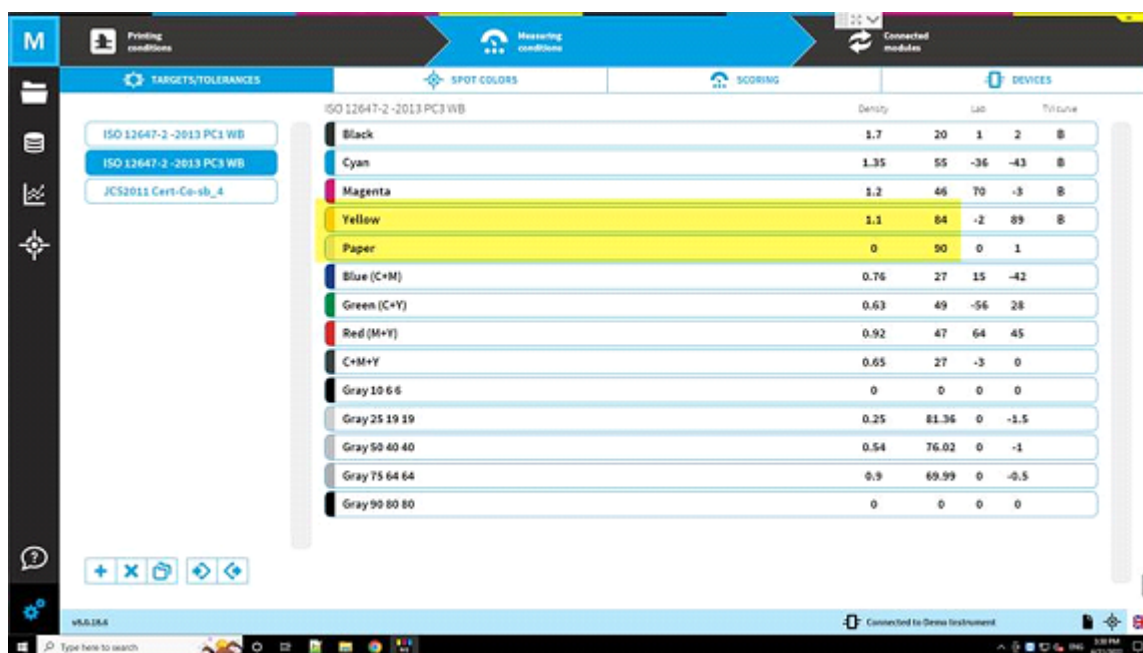 M
Printing conditions
Measuring conditions
Connected modules
TARGETS/TOLERANCES
SPOT COLORS
SCORING
DEVICES
ISO 12647-2 -2013 PC3 WB Density Lab TVI curve
ISO 12647-2 -2013 PC1 WB
ISO 12647-2 -2013 PC3 WB
JCS2011 Cert-Co-sb_4
Black 1.7 20 1 2 B
Cyan 1.35 55 -36 -43 B
Magenta 1.2 46 70 -3 B
Yellow 1.1 84 -2 89 B
Paper 0 90 0 1
Blue (C+M) 0.76 27 15 -42
Green (C+Y) 0.63 49 -56 28
Red (M+Y) 0.92 47 64 45
C+M+Y 0.65 27 -3 0
Gray 10 6 6 0 0 0 0
Gray 25 19 19 0.25 81.36 0 -1.5
Gray 50 40 40 0.54 76.02 0 -1
Gray 75 64 64 0.9 69.99 0 -0.5
Gray 90 80 80 0 0 0 0
Connected to Demo Instrument
Type here to search
ENG